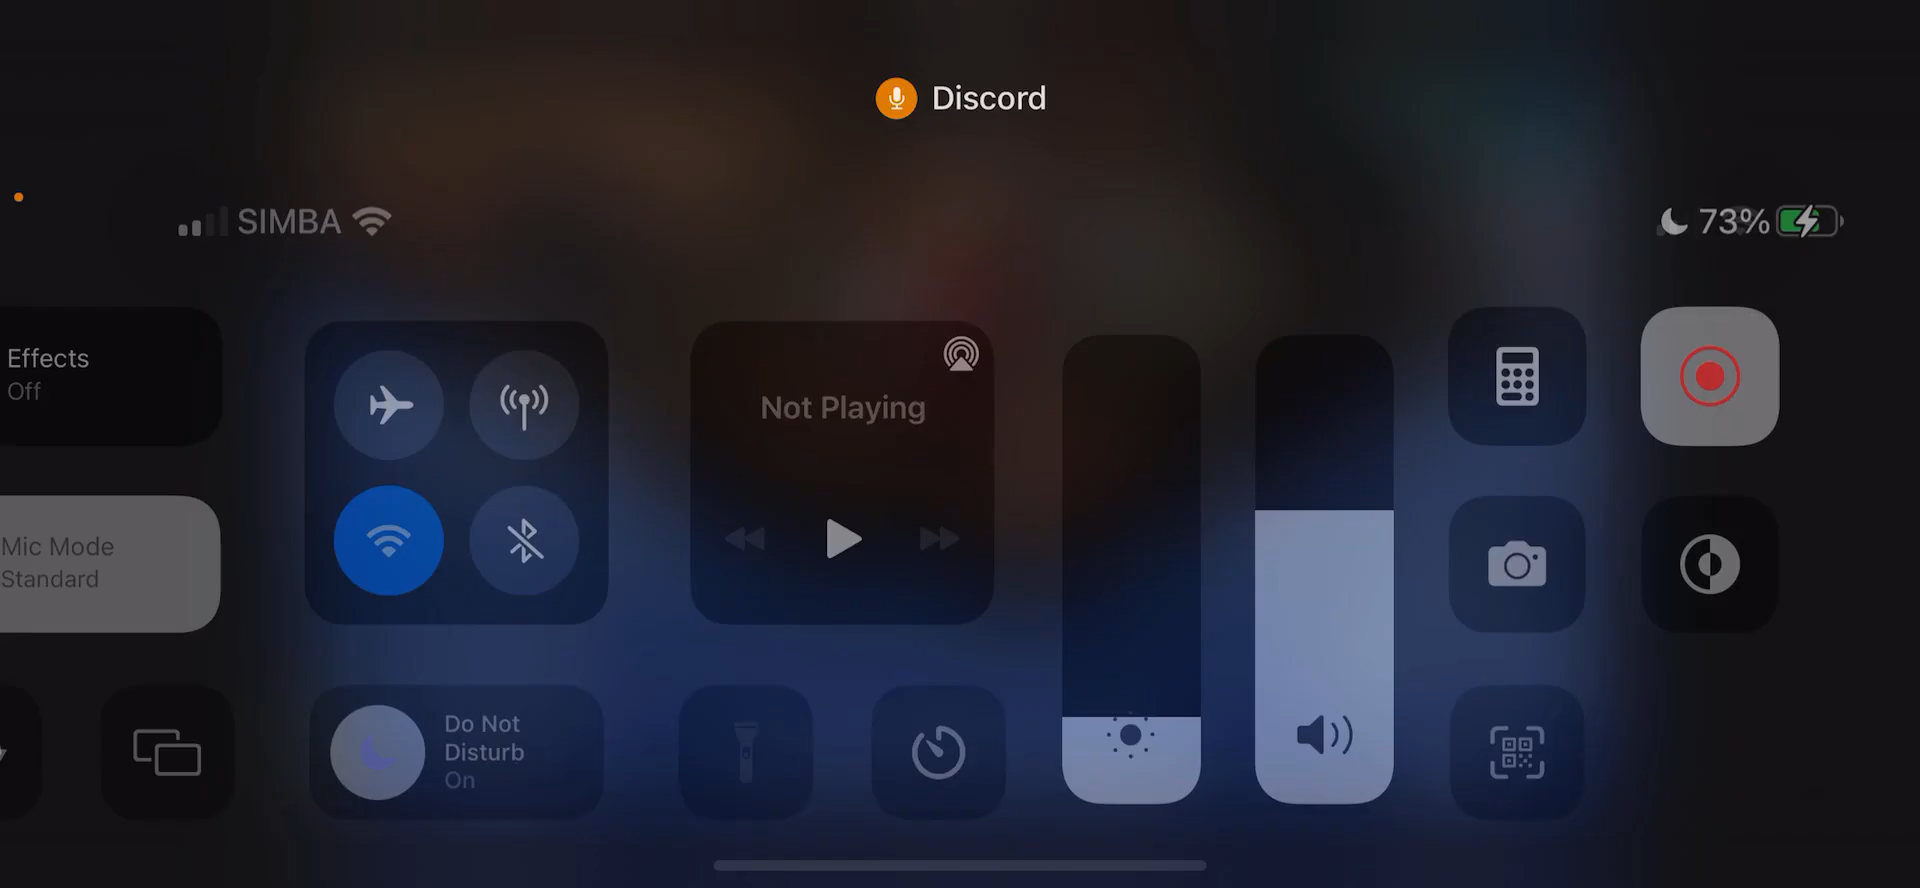 Discord
SIMBA
73%
Effects
Off
Not Playing
Mic Mode
Standard
Do Not
Disturb
On